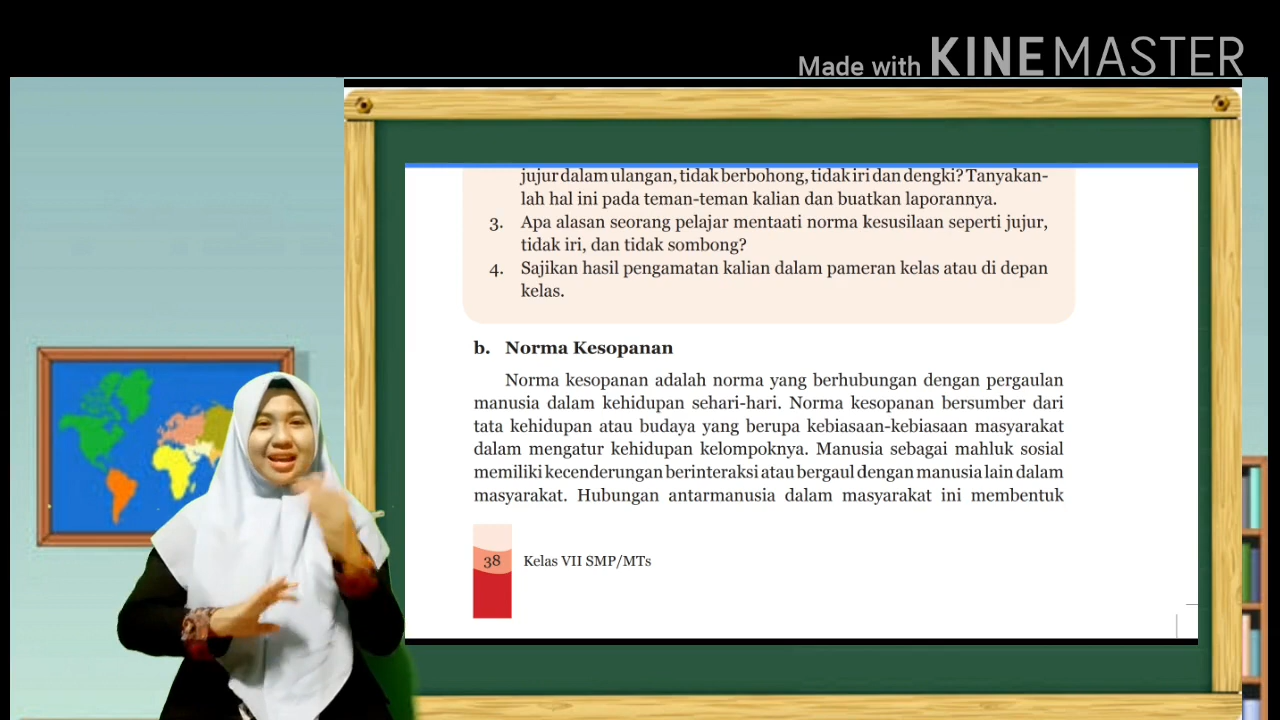 Made with KINEMASTER
jujur dalam ulangan, tidak berbohong, tidak iri dan dengki? Tanyakan-
lah hal ini pada teman-teman kalian dan buatkan laporannya.
3. Apa alasan seorang pelajar mentaati norma kesusilaan seperti jujur,
tidak iri, dan tidak sombong?
4. Sajikan hasil pengamatan kalian dalam pameran kelas atau di depan
kelas.
b. Norma Kesopanan
Norma kesopanan adalah norma yang berhubungan dengan pergaulan
manusia dalam kehidupan sehari-hari. Norma kesopanan bersumber dari
tata kehidupan atau budaya yang berupa kebiasaan-kebiasaan masyarakat
dalam mengatur kehidupan kelompoknya. Manusia sebagai mahluk sosial
memiliki kecenderungan berinteraksi atau bergaul dengan manusia lain dalam
masyarakat. Hubungan antarmanusia dalam masyarakat ini membentuk
38 Kelas VII SMP/MTs